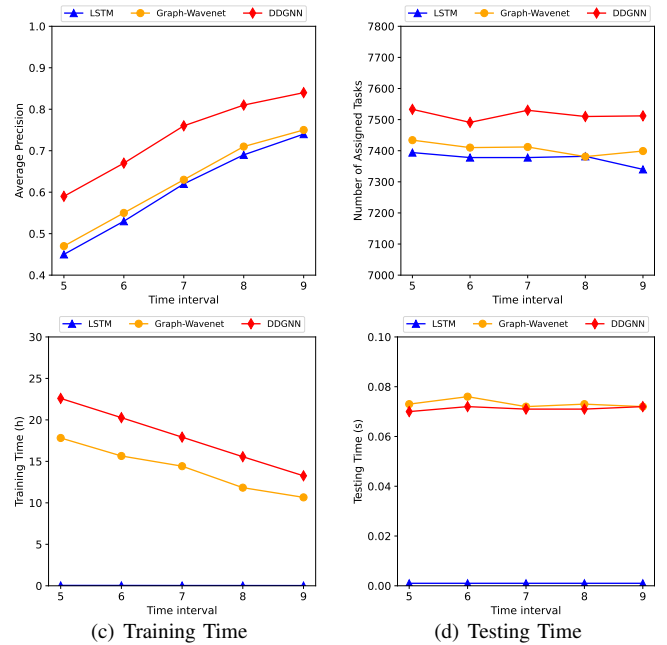 LSTM Graph-Wavenet DDGNN
1.0
0.9
0.8
0.7
0.6
0.5
0.4
5 6 7 8 9
Time interval
Average Precision
LSTM Graph-Wavenet DDGNN
7800
7700
7600
7500
7400
7300
7200
7100
7000
5 6 7 8 9
Time interval
Number of Assigned Tasks
LSTM Graph-Wavenet DDGNN
30
25
20
15
10
5
0
5 6 7 8 9
Time interval
Training Time (h)
(c) Training Time
LSTM Graph-Wavenet DDGNN
0.10
0.08
0.06
0.04
0.02
0.00
5 6 7 8 9
Time interval
Testing Time (s)
(d) Testing Time